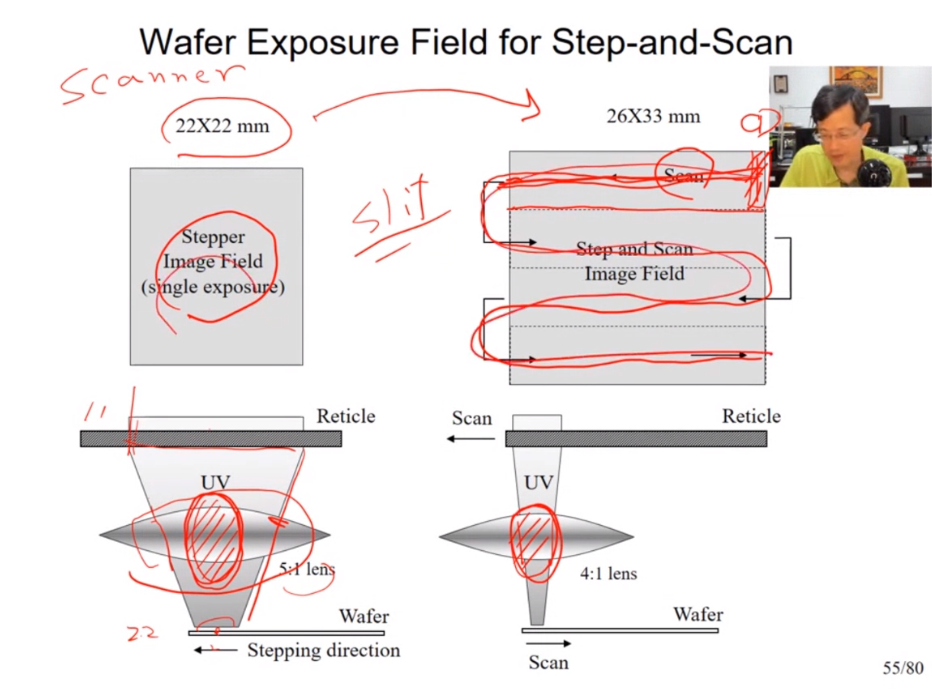 Wafer Exposure Field for Step-and-Scan
Scanner
22X22 mm
26X33 mm
a
Scan
slit
Stepper
Image Field
(single exposure)
Step and Scan
Image Field
11
Reticle
Scan
Reticle
UV
UV
5:1 lens
4:1 lens
22
Wafer
Wafer
Stepping direction
Scan
55/80